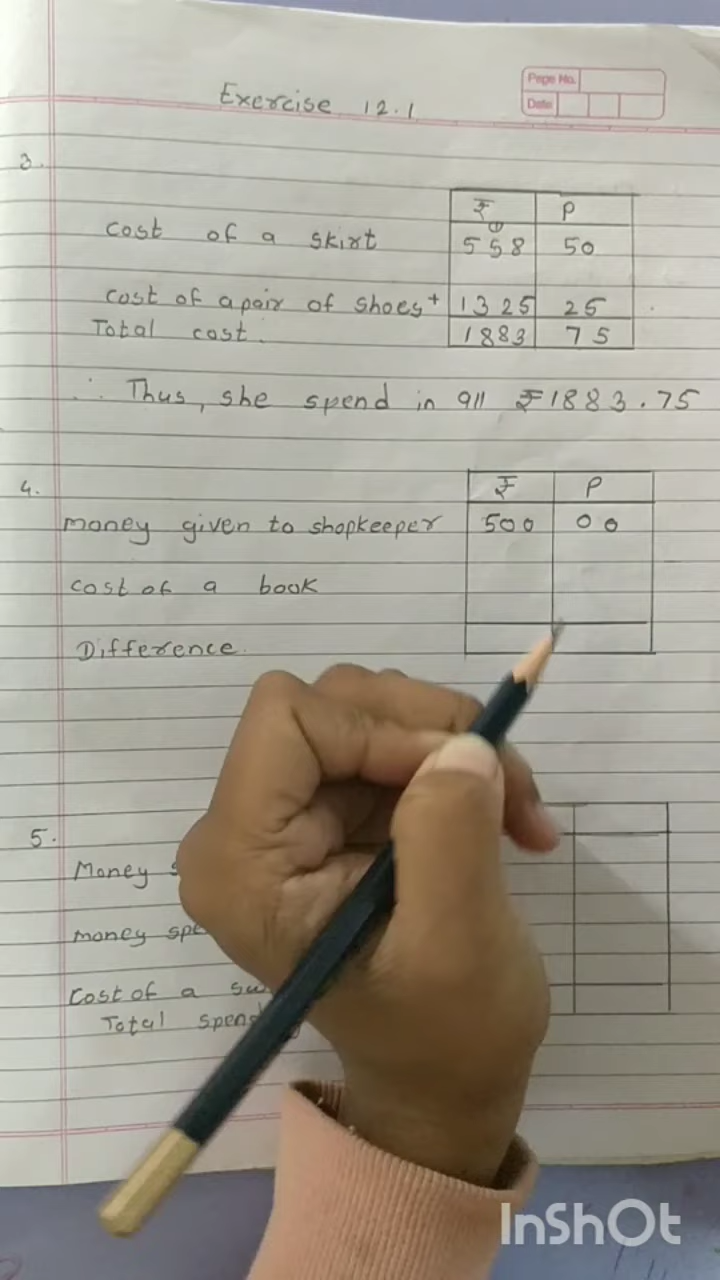 Page No.
Date
Exercise 12.1
3.
₹ P
1
Cost of a skirt 558 50
Cost of a pair of shoes + 1325 25
Total cost. 1883 75
∴ Thus, she spend in all ₹1883.75
4.
₹ P
money given to shopkeeper 500 00
cost of a book
Difference
5.
Money
money
Cost of a
Total
InShOt